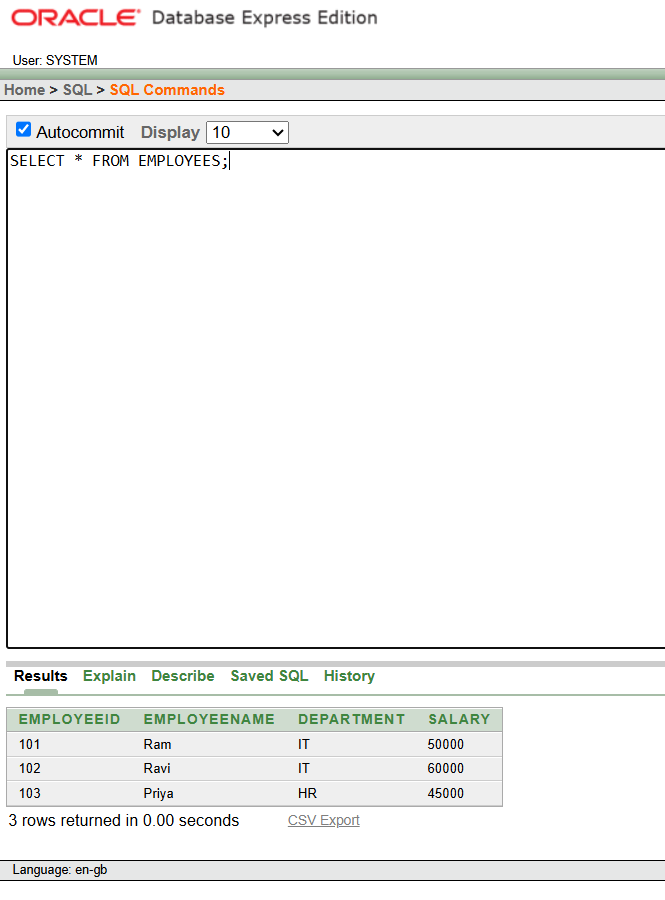 ORACLE® Database Express Edition
User: SYSTEM
Home > SQL > SQL Commands
Autocommit Display 10
SELECT * FROM EMPLOYEES;
Results Explain Describe Saved SQL History
EMPLOYEEID EMPLOYEENAME DEPARTMENT SALARY
101 Ram IT 50000
102 Ravi IT 60000
103 Priya HR 45000
3 rows returned in 0.00 seconds CSV Export
Language: en-gb